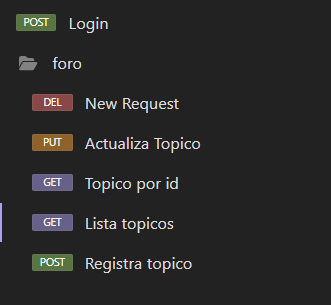 POST Login
foro
DEL New Request
PUT Actualiza Topico
GET Topico por id
GET Lista topicos
POST Registra topico